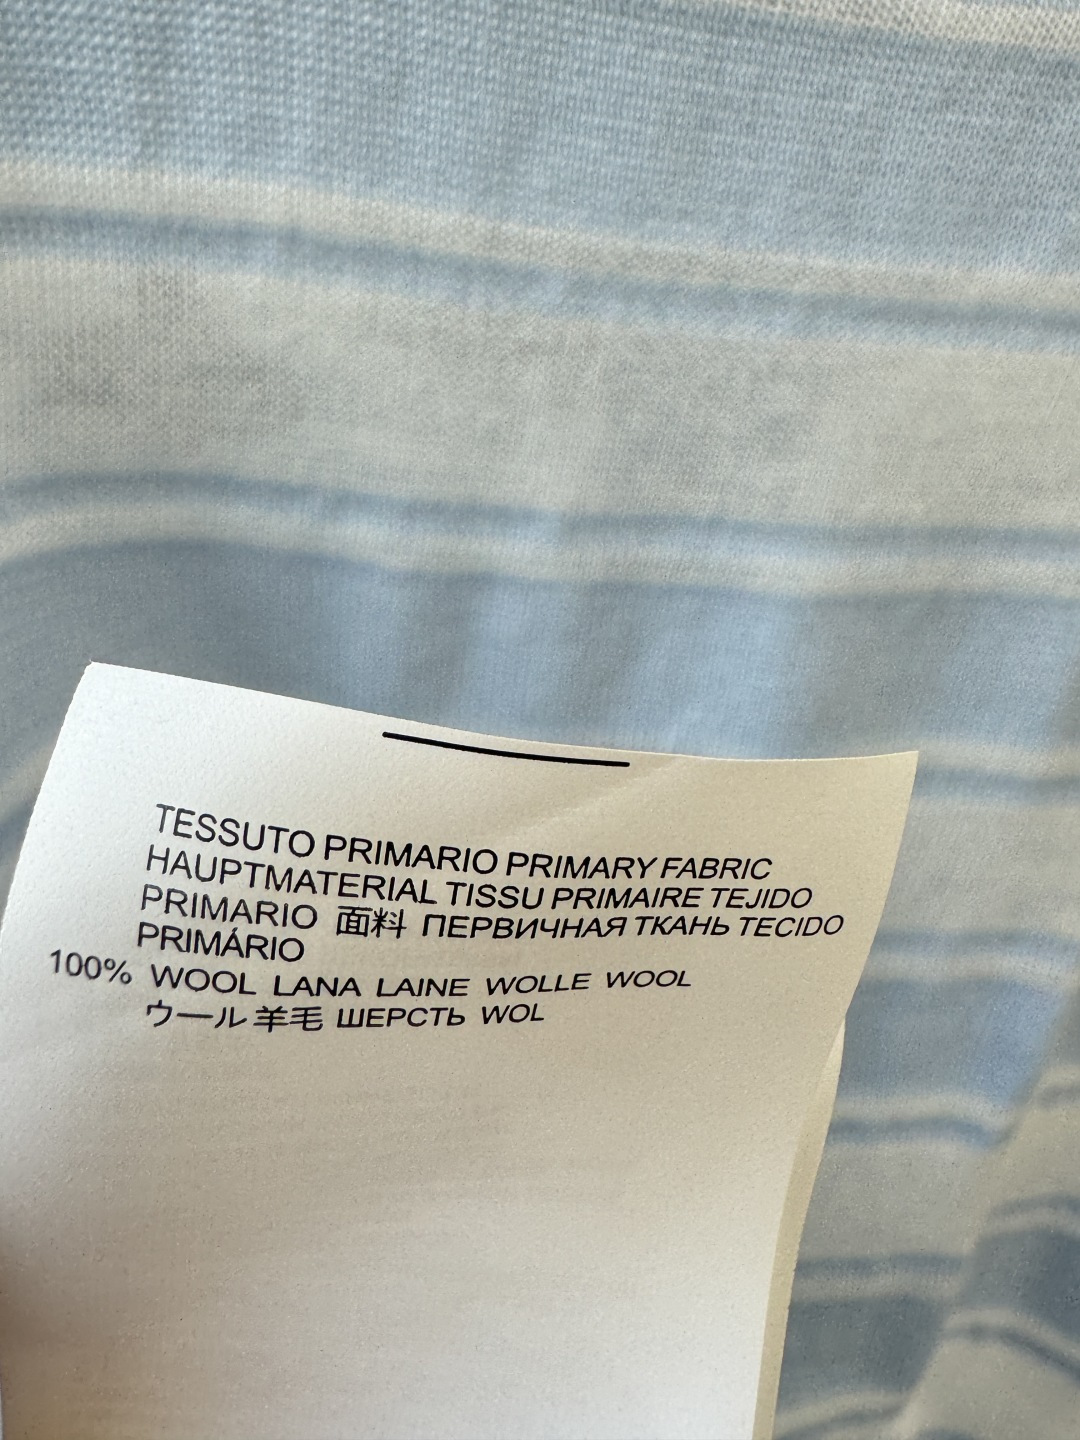 TESSUTO PRIMARIO PRIMARY FABRIC
HAUPTMATERIAL TISSU PRIMAIRE TEJIDO
PRIMARIO 面料 ПЕРВИЧНАЯ ТКАНЬ TECIDO
PRIMÁRIO
100% WOOL LANA LAINE WOLLE WOOL
ウール 羊毛 ШЕРСТЬ WOL